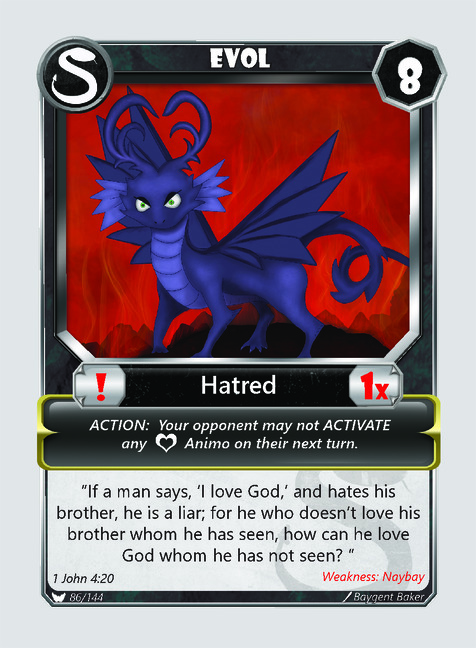 EVOL
S
8
!
Hatred
1x
ACTION: Your opponent may not ACTIVATE
any Animo on their next turn.
“If a man says, ‘I love God,’ and hates his
brother, he is a liar; for he who doesn’t love his
brother whom he has seen, how can he love
God whom he has not seen? ”
1 John 4:20
Weakness: Naybay
86/144
Baygent Baker